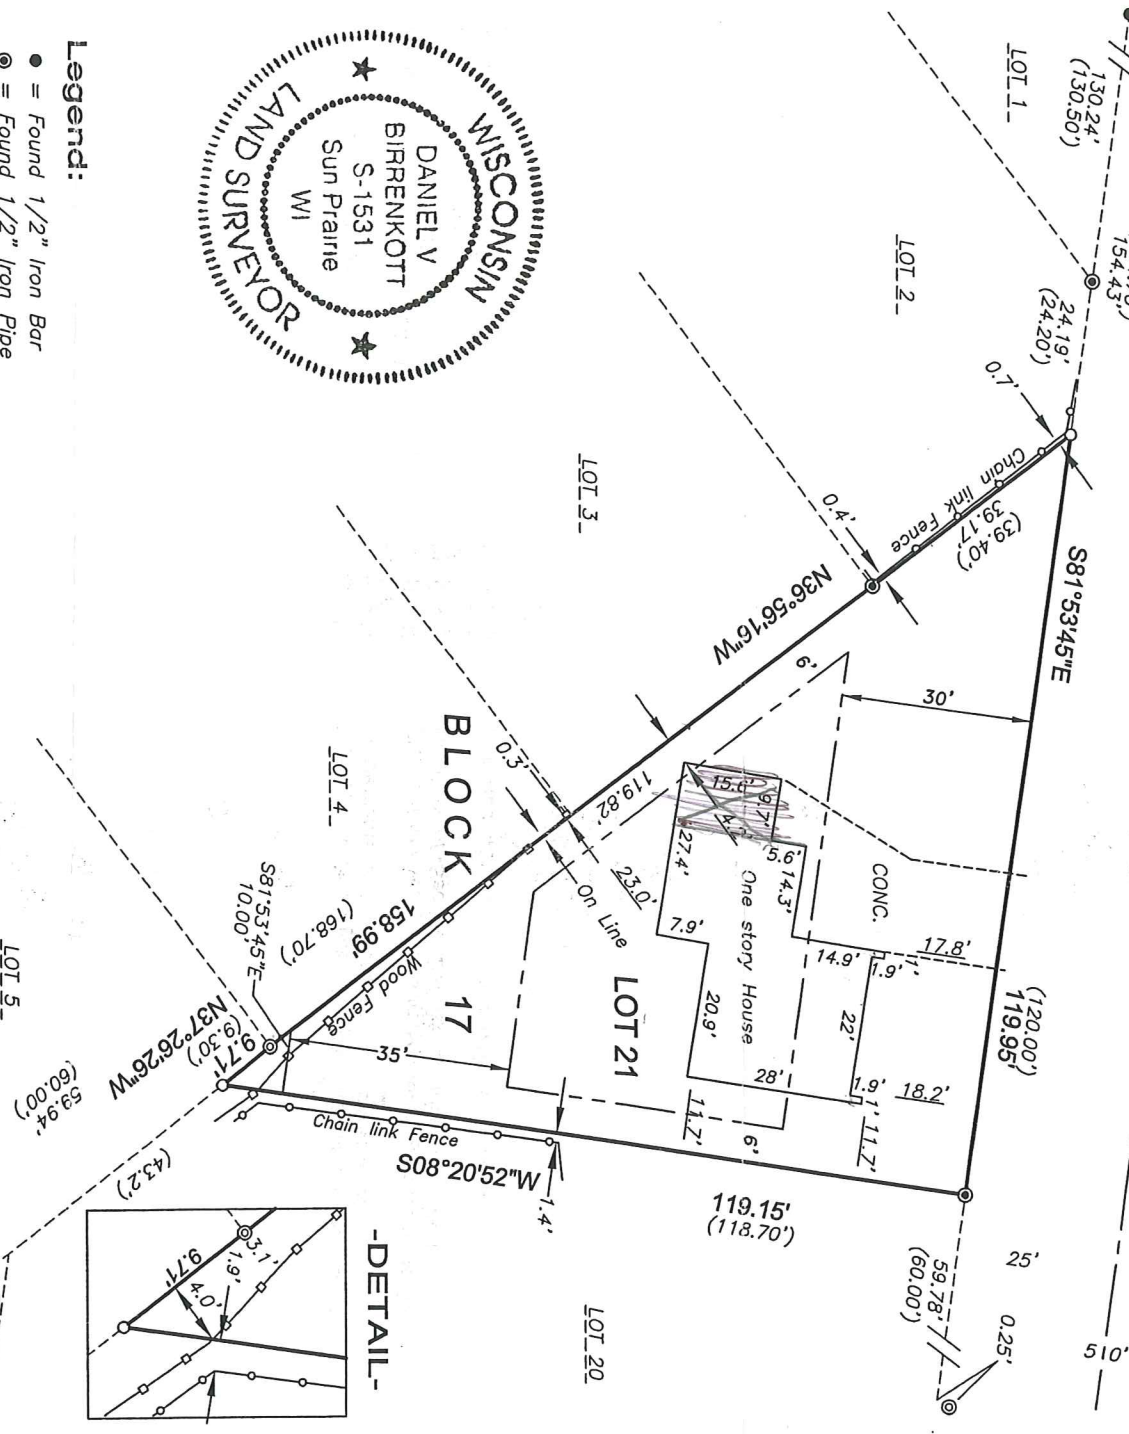 Legend:
● = Found 1/2" Iron Bar
◎ = Found 1/2" Iron Pipe
WISCONSIN
LAND SURVEYOR
DANIEL V
BIRRENKOTT
S-1531
Sun Prairie
WI
LOT 1
130.24'
(130.50')
154.43'
LOT 2
24.19'
(24.20')
0.7'
Chain link Fence
39.17'
(39.40')
0.4'
S81°53'45"E
LOT 3
N36°56'16"W
6'
30'
BLOCK
17
0.3'
119.82'
15.6'
9.7'
27.4'
5.6'
14.3'
CONC.
One story House
23.0'
On Line
7.9'
14.9'
1.9'
1'
17.8'
LOT 21
20.9'
22'
28'
1.9'
1'
18.2'
11.7'
11.7'
6'
(120.00')
119.95'
LOT 4
158.99'
(168.70')
Wood Fence
S81°53'45"E
10.00'
35'
LOT 5
N37°26'26"W
9.71'
(9.30')
59.94'
(60.00')
(43.2')
Chain link Fence
S08°20'52"W
1.4'
119.15'
(118.70')
25'
59.78'
(60.00')
0.25'
510'
LOT 20
-DETAIL-
3.1'
1.9'
9.71'
4.0'